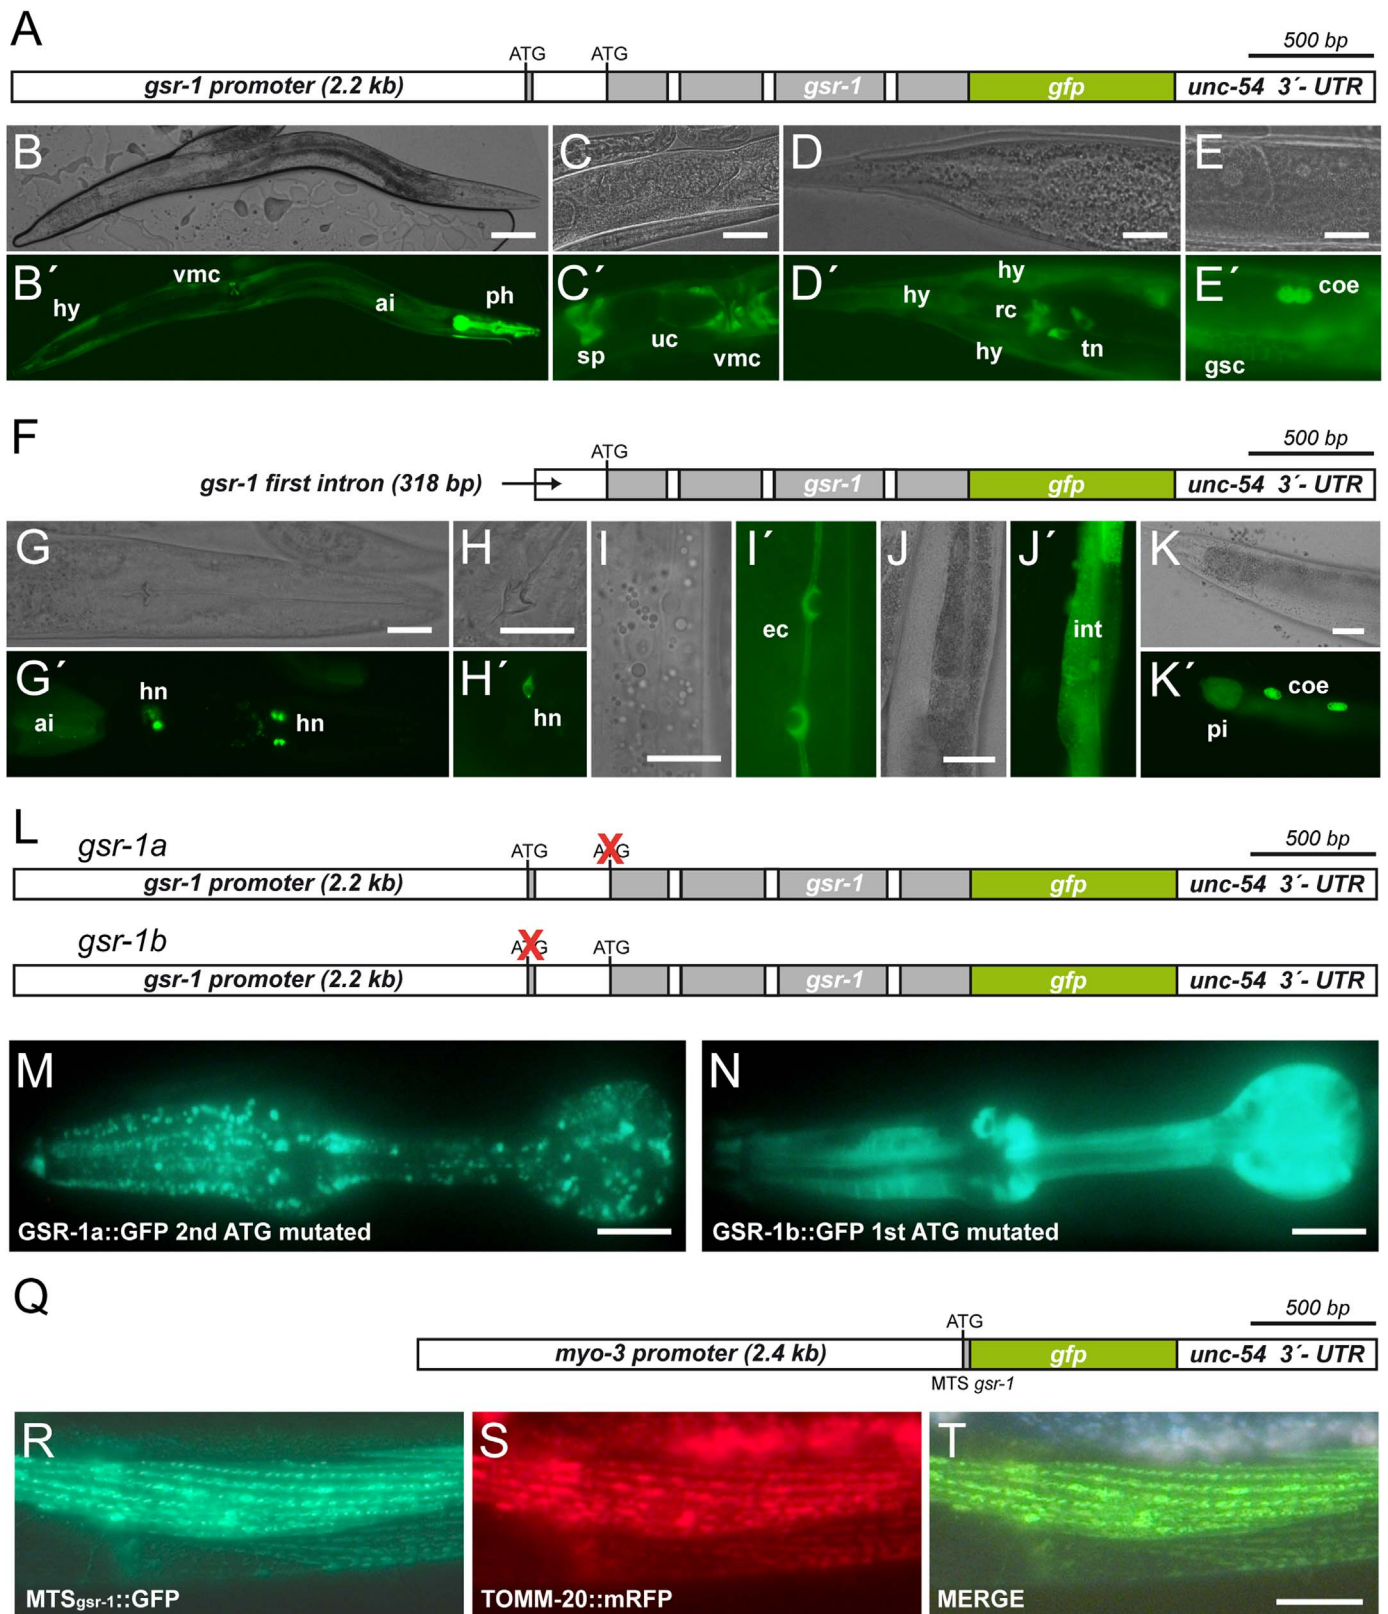 A
ATG ATG 500 bp
gsr-1 promoter (2.2 kb) gsr-1 gfp unc-54 3´- UTR
B C D E
B´ C´ D´ E´
hy vmc ai ph
sp uc vmc
hy hy rc hy tn
coe gsc
F
ATG 500 bp
gsr-1 first intron (318 bp) gsr-1 gfp unc-54 3´- UTR
G H I I´ J J´ K
G´ H´ K´
ai hn hn
hn
ec
int
pi coe
L
gsr-1a ATG ATG X 500 bp
gsr-1 promoter (2.2 kb) gsr-1 gfp unc-54 3´- UTR
gsr-1b ATG X ATG
gsr-1 promoter (2.2 kb) gsr-1 gfp unc-54 3´- UTR
M
GSR-1a::GFP 2nd ATG mutated
N
GSR-1b::GFP 1st ATG mutated
Q
ATG 500 bp
myo-3 promoter (2.4 kb) gfp unc-54 3´- UTR
MTS gsr-1
R
MTSgsr-1::GFP
S
TOMM-20::mRFP
T
MERGE